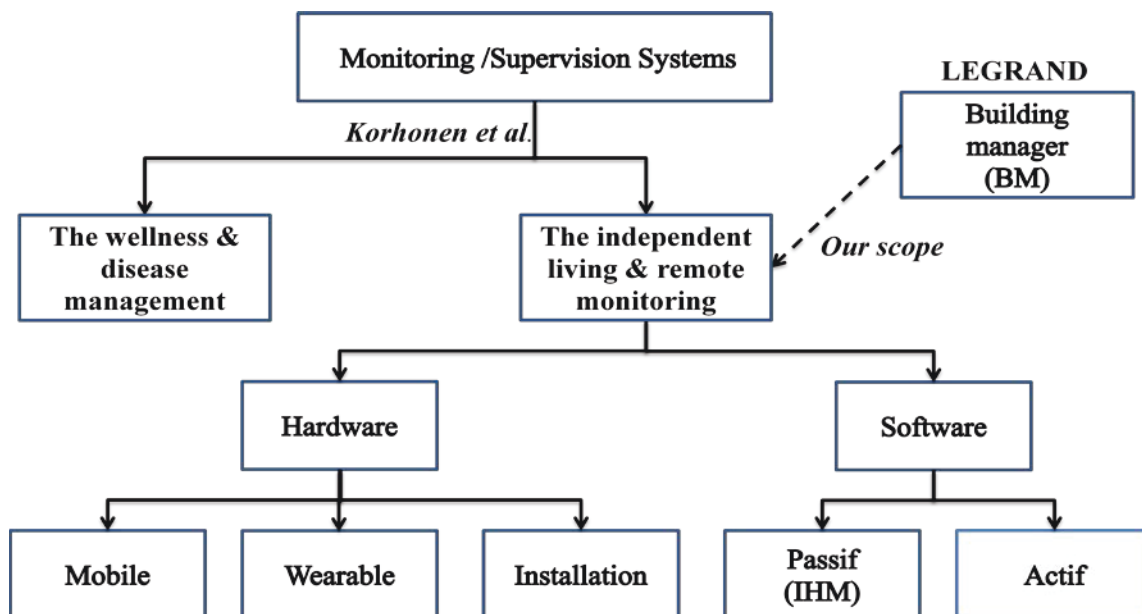 Monitoring /Supervision Systems
LEGRAND
Building
manager
(BM)
Korhonen et al.
The wellness &
disease
management
The independent
living & remote
monitoring
Our scope
Hardware
Software
Mobile
Wearable
Installation
Passif
(IHM)
Actif